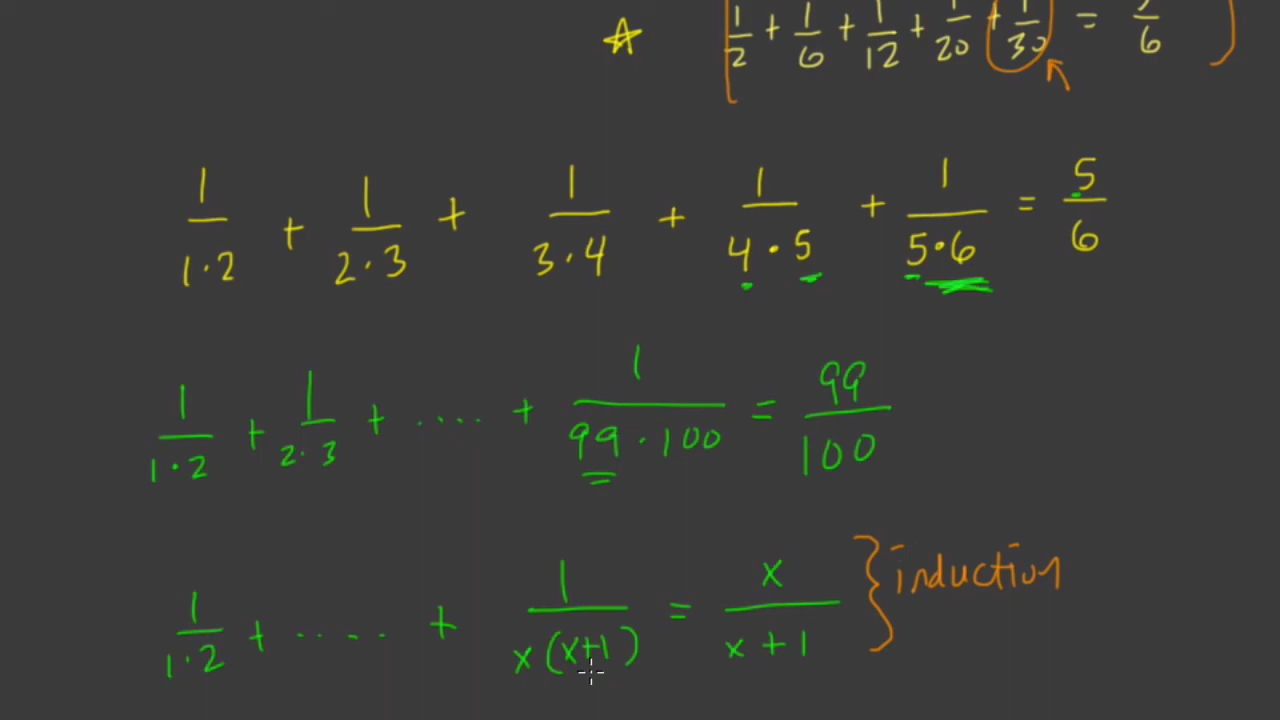 1/2 + 1/6 + 1/12 + 1/20 + 1/30 = 5/6
1/(1·2) + 1/(2·3) + 1/(3·4) + 1/(4·5) + 1/(5·6) = 5/6
1/(1·2) + 1/(2·3) + .... + 1/(99·100) = 99/100
1/(1·2) + ..... + 1/(x(x+1)) = x/(x+1) } induction